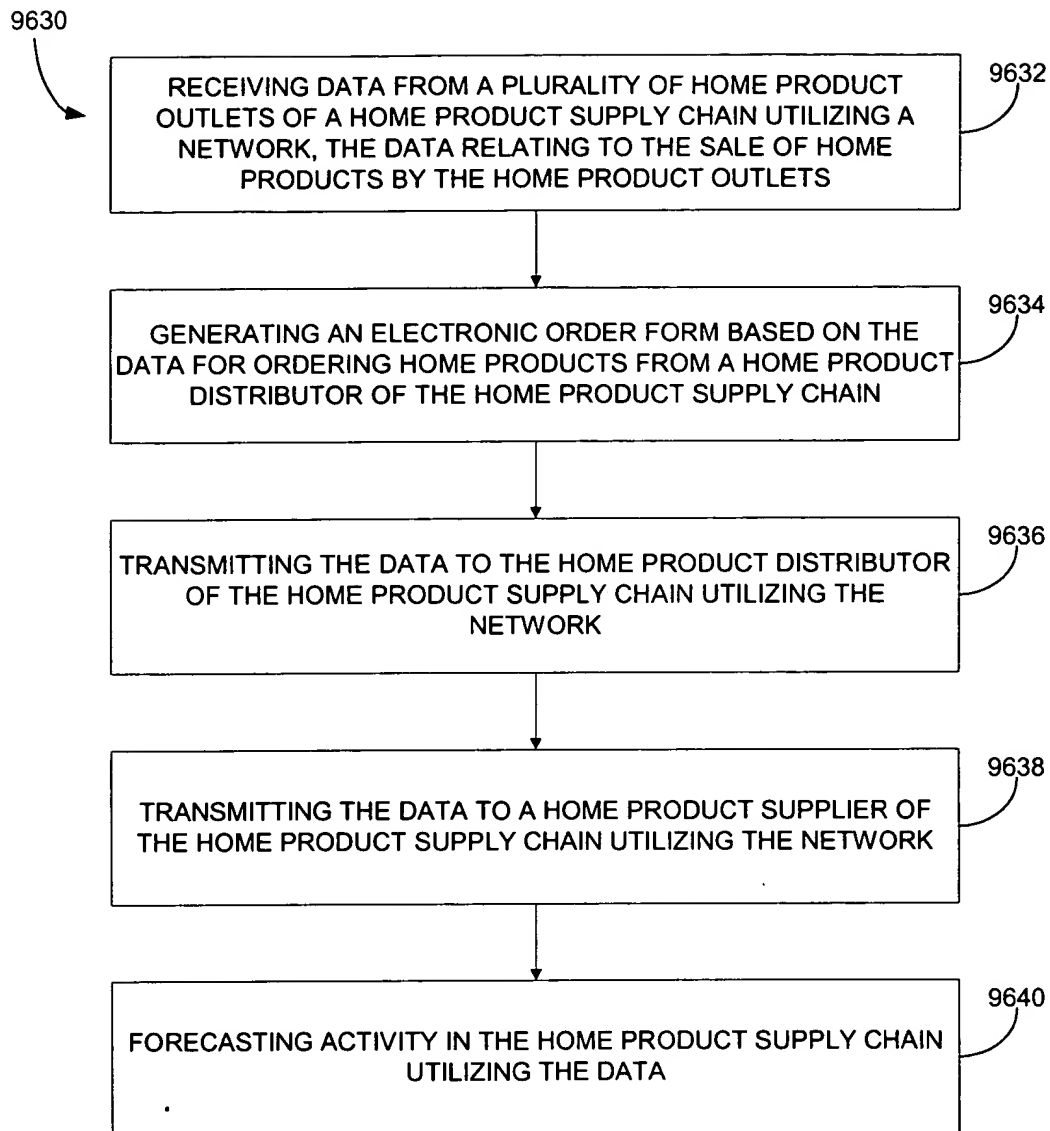 9630
RECEIVING DATA FROM A PLURALITY OF HOME PRODUCT
OUTLETS OF A HOME PRODUCT SUPPLY CHAIN UTILIZING A
NETWORK, THE DATA RELATING TO THE SALE OF HOME
PRODUCTS BY THE HOME PRODUCT OUTLETS
9632
GENERATING AN ELECTRONIC ORDER FORM BASED ON THE
DATA FOR ORDERING HOME PRODUCTS FROM A HOME PRODUCT
DISTRIBUTOR OF THE HOME PRODUCT SUPPLY CHAIN
9634
TRANSMITTING THE DATA TO THE HOME PRODUCT DISTRIBUTOR
OF THE HOME PRODUCT SUPPLY CHAIN UTILIZING THE
NETWORK
9636
TRANSMITTING THE DATA TO A HOME PRODUCT SUPPLIER OF
THE HOME PRODUCT SUPPLY CHAIN UTILIZING THE NETWORK
9638
FORECASTING ACTIVITY IN THE HOME PRODUCT SUPPLY CHAIN
UTILIZING THE DATA
9640